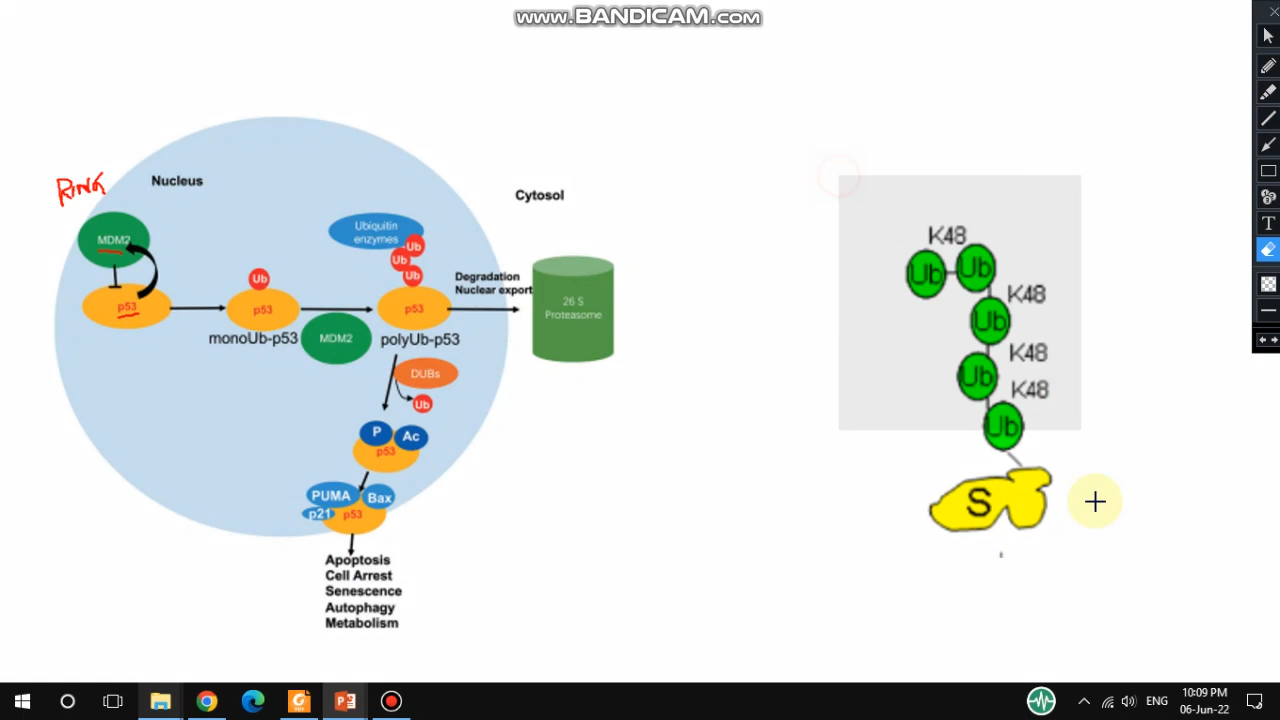 www.BANDICAM.com
RING
Nucleus
Cytosol
MDM2
p53
Ub
p53
monoUb-p53
MDM2
Ubiquitin
enzymes
Ub
Ub
Ub
p53
polyUb-p53
Degradation
Nuclear export
26 S
Proteasome
DUBs
Ub
P
Ac
p53
PUMA
Bax
p21
p53
Apoptosis
Cell Arrest
Senescence
Autophagy
Metabolism
K48
Ub
Ub
K48
Ub
K48
Ub
K48
Ub
S
T
ENG
10:09 PM
06-Jun-22